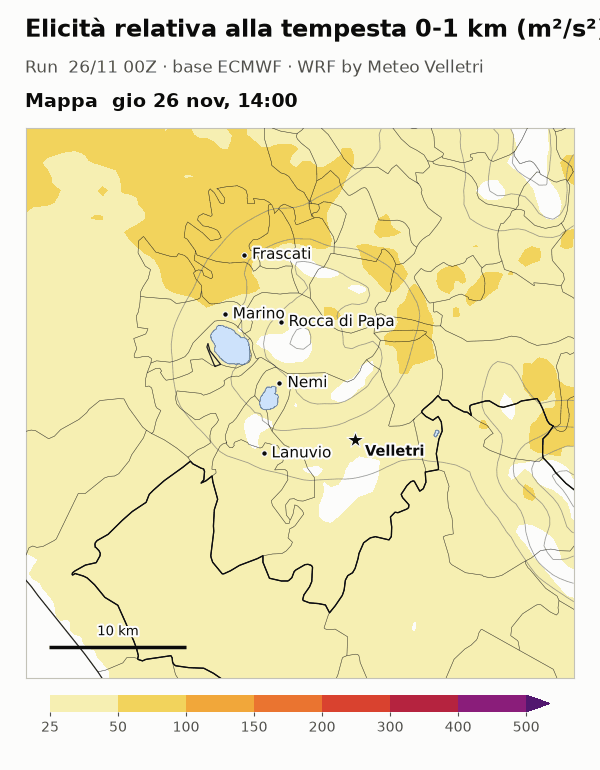 Elicità relativa alla tempesta 0-1 km (m²/s²)
Run  26/11 00Z · base ECMWF · WRF by Meteo Velletri
Mappa  gio 26 nov, 14:00
Frascati
Marino
Rocca di Papa
Nemi
Lanuvio
Velletri
10 km
25 50 100 150 200 300 400 500